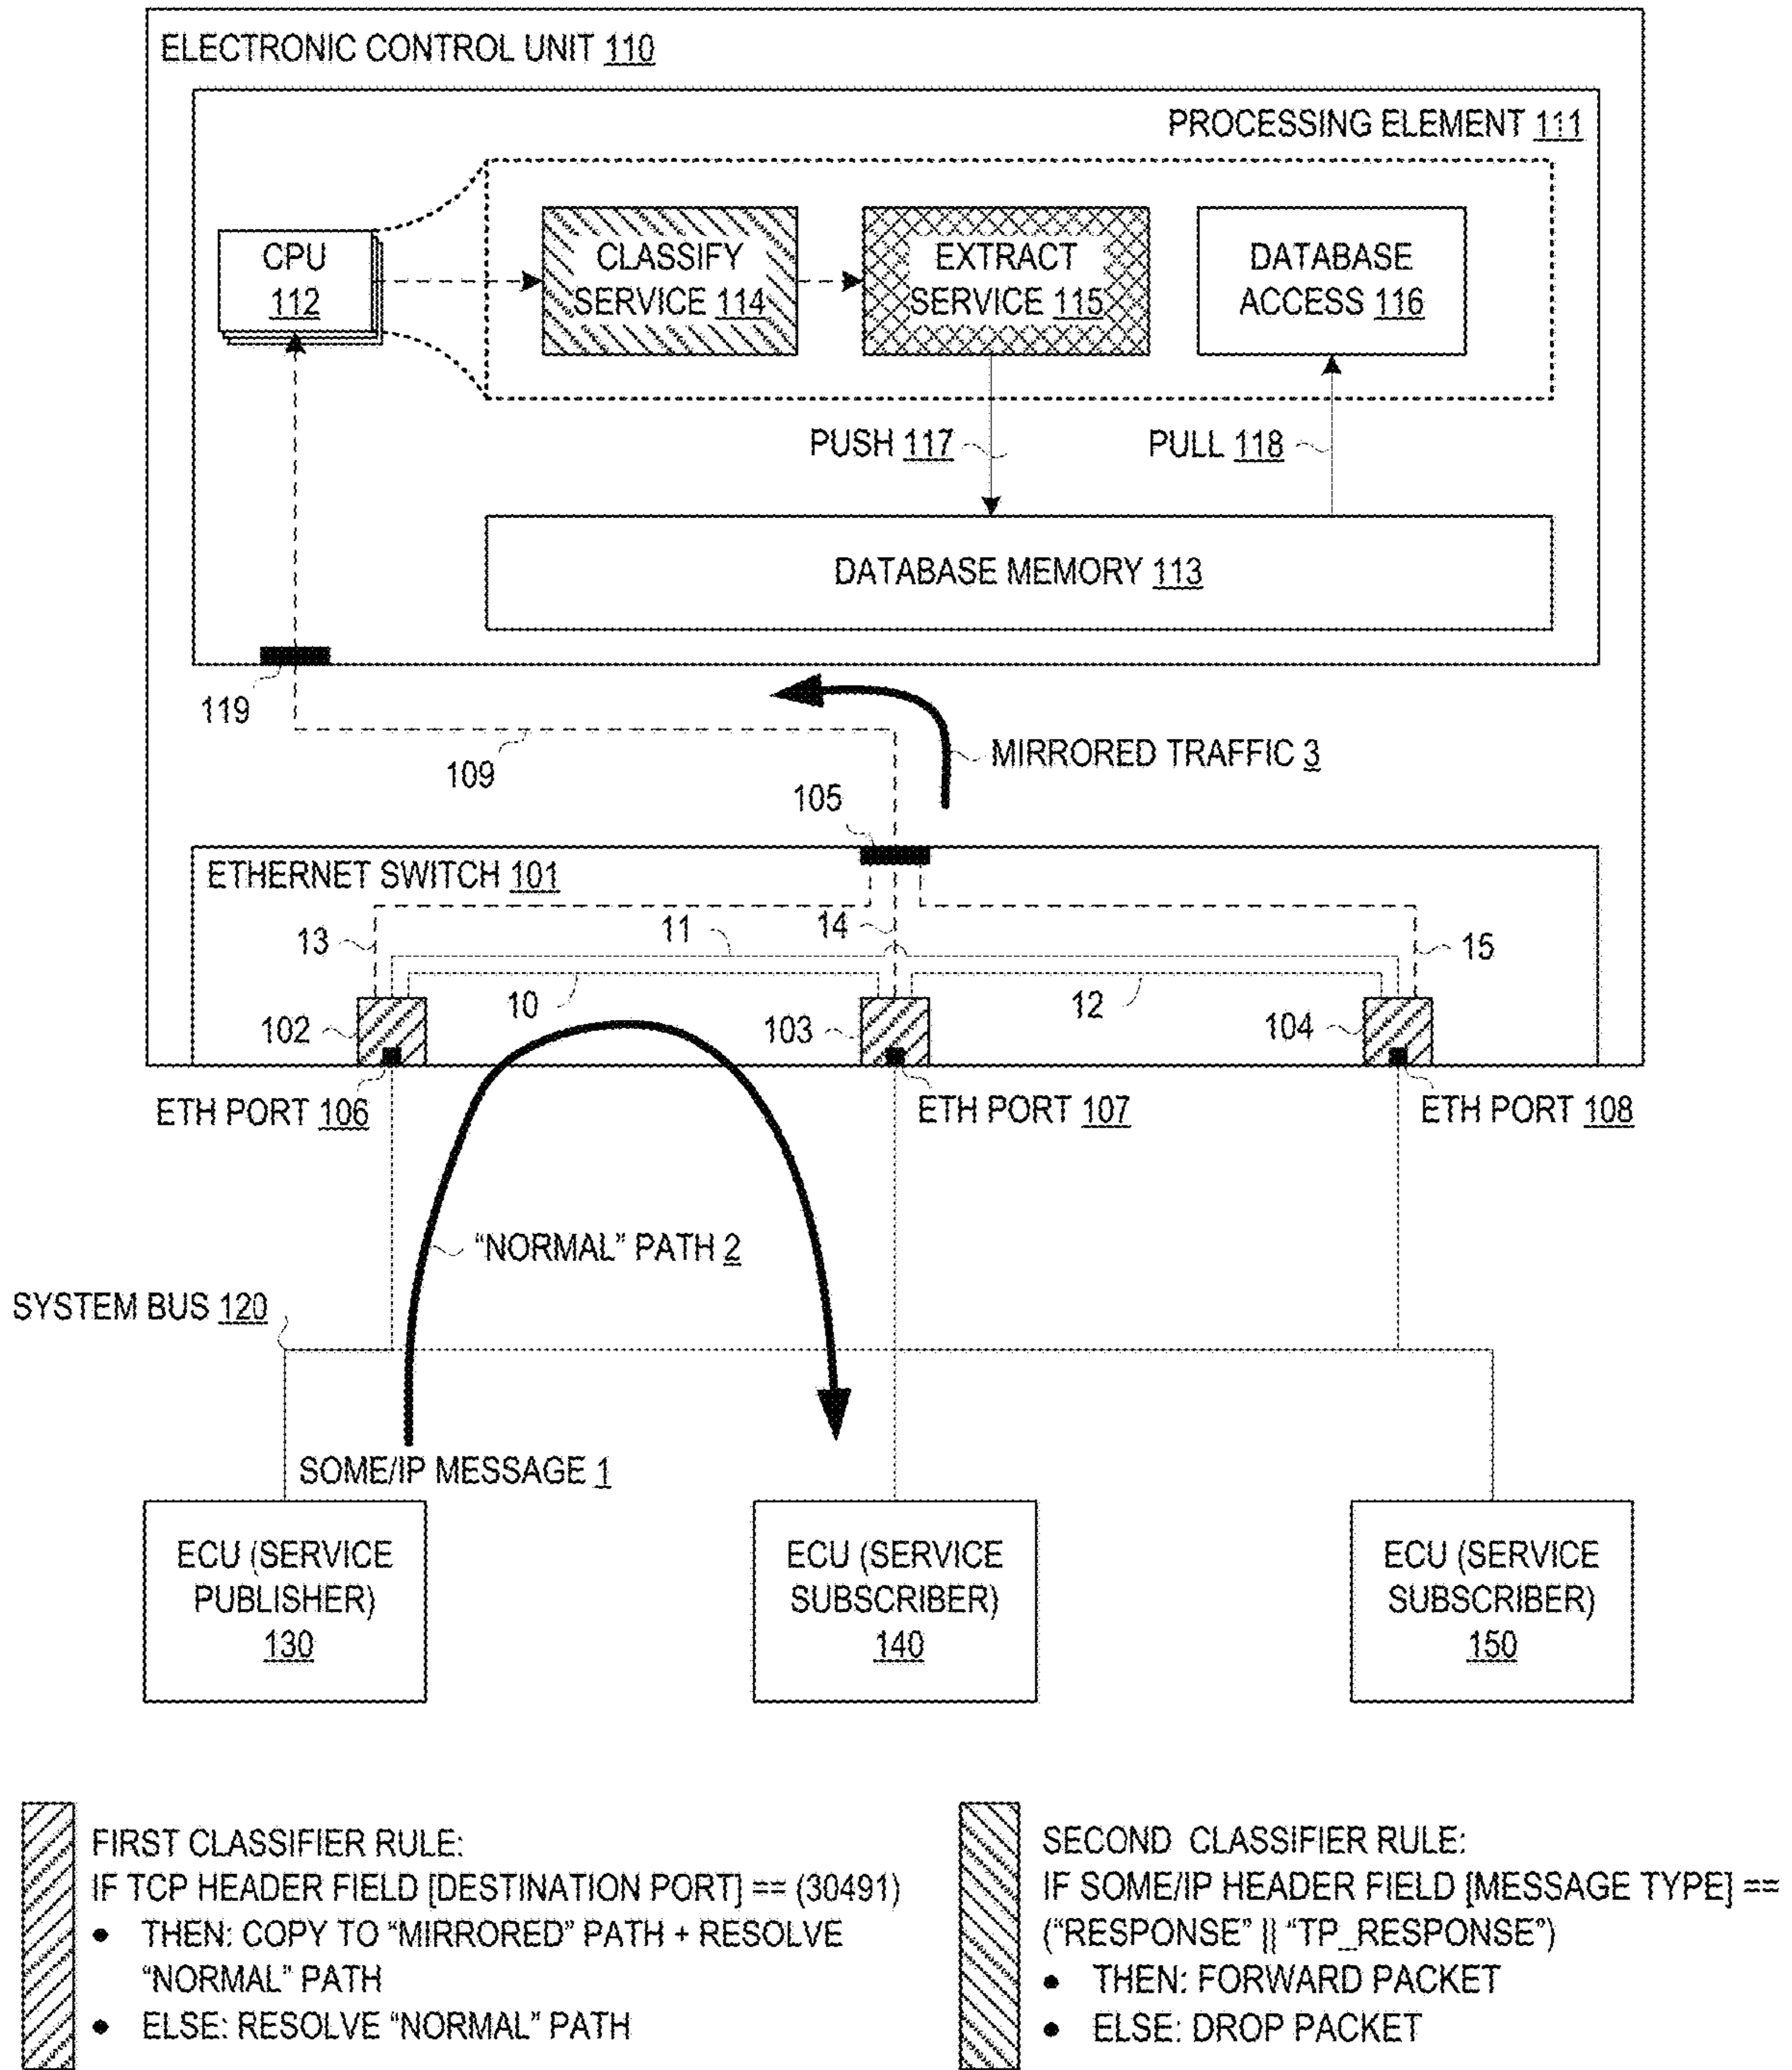 ELECTRONIC CONTROL UNIT 110
PROCESSING ELEMENT 111
CPU
112
CLASSIFY
SERVICE 114
EXTRACT
SERVICE 115
DATABASE
ACCESS 116
PUSH 117
PULL 118
DATABASE MEMORY 113
119
109
MIRRORED TRAFFIC 3
105
ETHERNET SWITCH 101
13
11
14
15
10
12
102
103
104
ETH PORT 106
ETH PORT 107
ETH PORT 108
"NORMAL" PATH 2
SYSTEM BUS 120
SOME/IP MESSAGE 1
ECU (SERVICE
PUBLISHER)
130
ECU (SERVICE
SUBSCRIBER)
140
ECU (SERVICE
SUBSCRIBER)
150
FIRST CLASSIFIER RULE:
IF TCP HEADER FIELD [DESTINATION PORT] == (30491)
• THEN: COPY TO "MIRRORED" PATH + RESOLVE
"NORMAL" PATH
• ELSE: RESOLVE "NORMAL" PATH
SECOND CLASSIFIER RULE:
IF SOME/IP HEADER FIELD [MESSAGE TYPE] ==
("RESPONSE" || "TP_RESPONSE")
• THEN: FORWARD PACKET
• ELSE: DROP PACKET